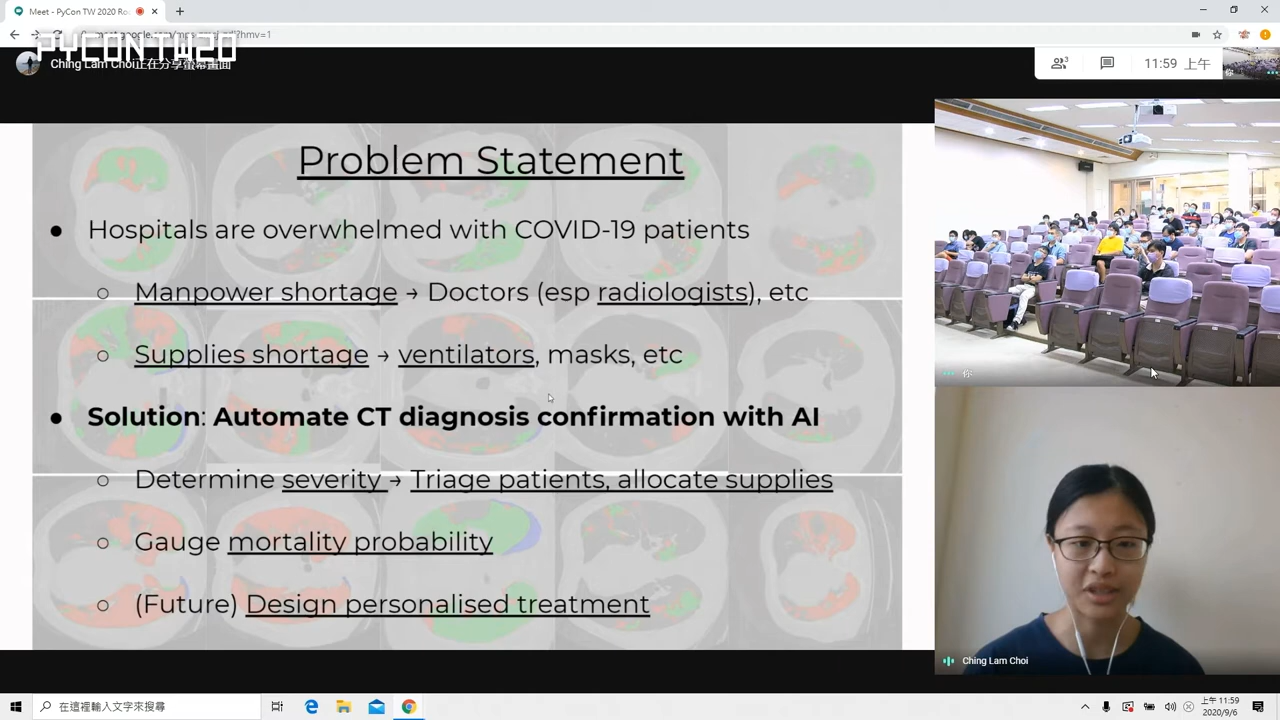 Meet - PyCon TW 2020 Ro
PYCONTW20
Ching Lam Choi正在分享螢幕畫面
3
11:59 上午
你
Problem Statement
● Hospitals are overwhelmed with COVID-19 patients
○ Manpower shortage → Doctors (esp radiologists), etc
○ Supplies shortage → ventilators, masks, etc
● Solution: Automate CT diagnosis confirmation with AI
○ Determine severity → Triage patients, allocate supplies
○ Gauge mortality probability
○ (Future) Design personalised treatment
你
Ching Lam Choi
在這裡輸入文字來搜尋
上午 11:59
2020/9/6